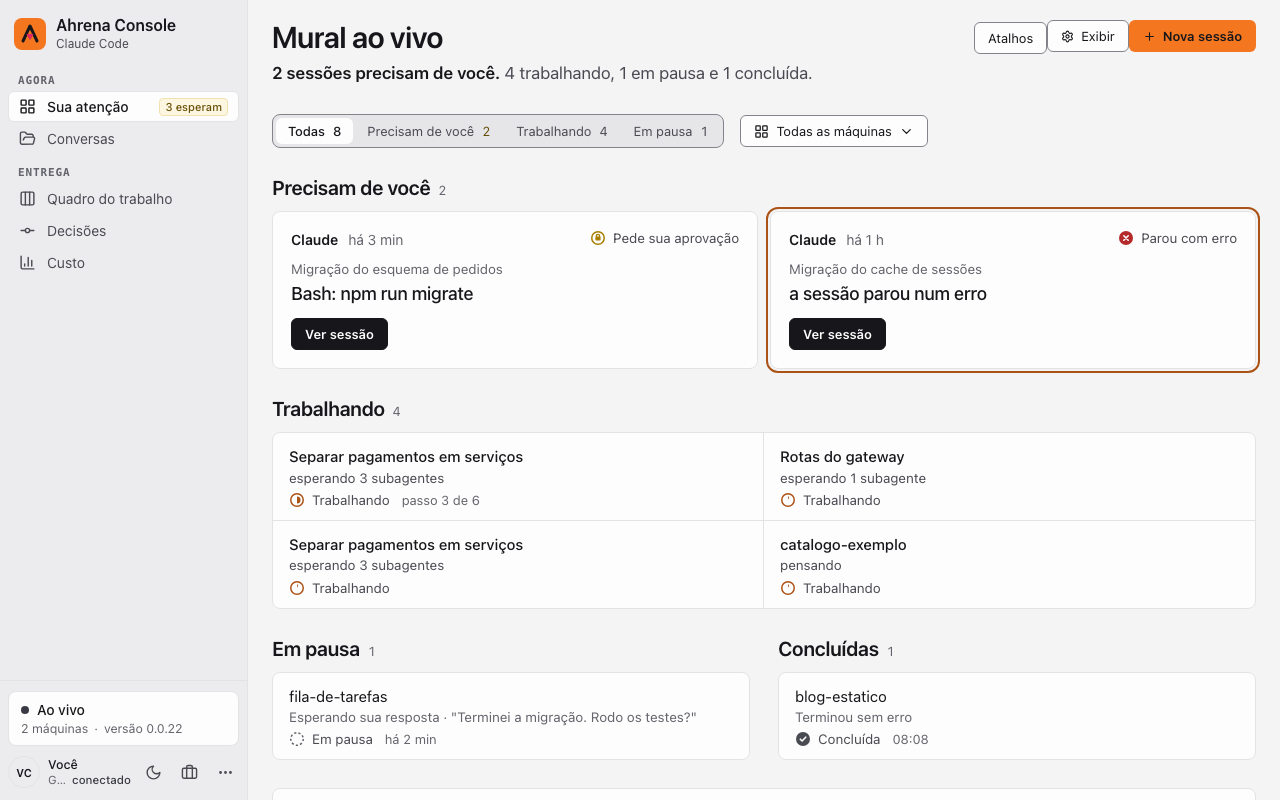 Ahrena Console
Claude Code
AGORA
Sua atenção 3 esperam
Conversas
ENTREGA
Quadro do trabalho
Decisões
Custo
Ao vivo
2 máquinas · versão 0.0.22
VC Você
G... conectado
Mural ao vivo
Atalhos Exibir + Nova sessão
2 sessões precisam de você. 4 trabalhando, 1 em pausa e 1 concluída.
Todas 8 Precisam de você 2 Trabalhando 4 Em pausa 1 Todas as máquinas
Precisam de você 2
Claude há 3 min Pede sua aprovação
Migração do esquema de pedidos
Bash: npm run migrate
Ver sessão
Claude há 1 h Parou com erro
Migração do cache de sessões
a sessão parou num erro
Ver sessão
Trabalhando 4
Separar pagamentos em serviços
esperando 3 subagentes
Trabalhando passo 3 de 6
Rotas do gateway
esperando 1 subagente
Trabalhando
Separar pagamentos em serviços
esperando 3 subagentes
Trabalhando
catalogo-exemplo
pensando
Trabalhando
Em pausa 1
fila-de-tarefas
Esperando sua resposta · "Terminei a migração. Rodo os testes?"
Em pausa há 2 min
Concluídas 1
blog-estatico
Terminou sem erro
Concluída 08:08